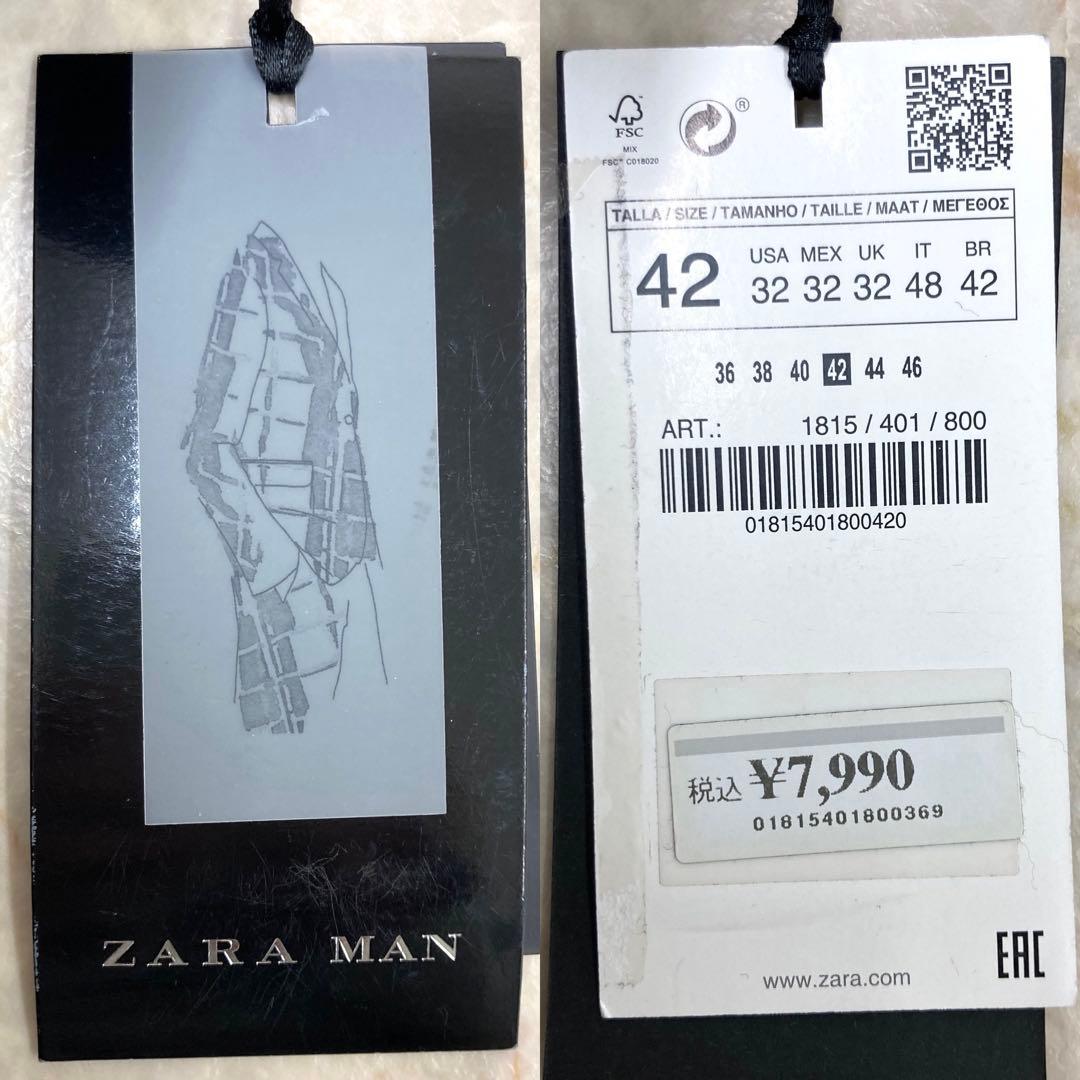 ZARA MAN
FSC
MIX
FSC® C018020
®
TALLA / SIZE / TAMANHO / TAILLE / MAAT / ΜΕΓΕΘΟΣ
42
USA MEX UK IT BR
32 32 32 48 42
36 38 40 42 44 46
ART.: 1815 / 401 / 800
01815401800420
税込 ¥7,990
01815401800369
www.zara.com
EAC